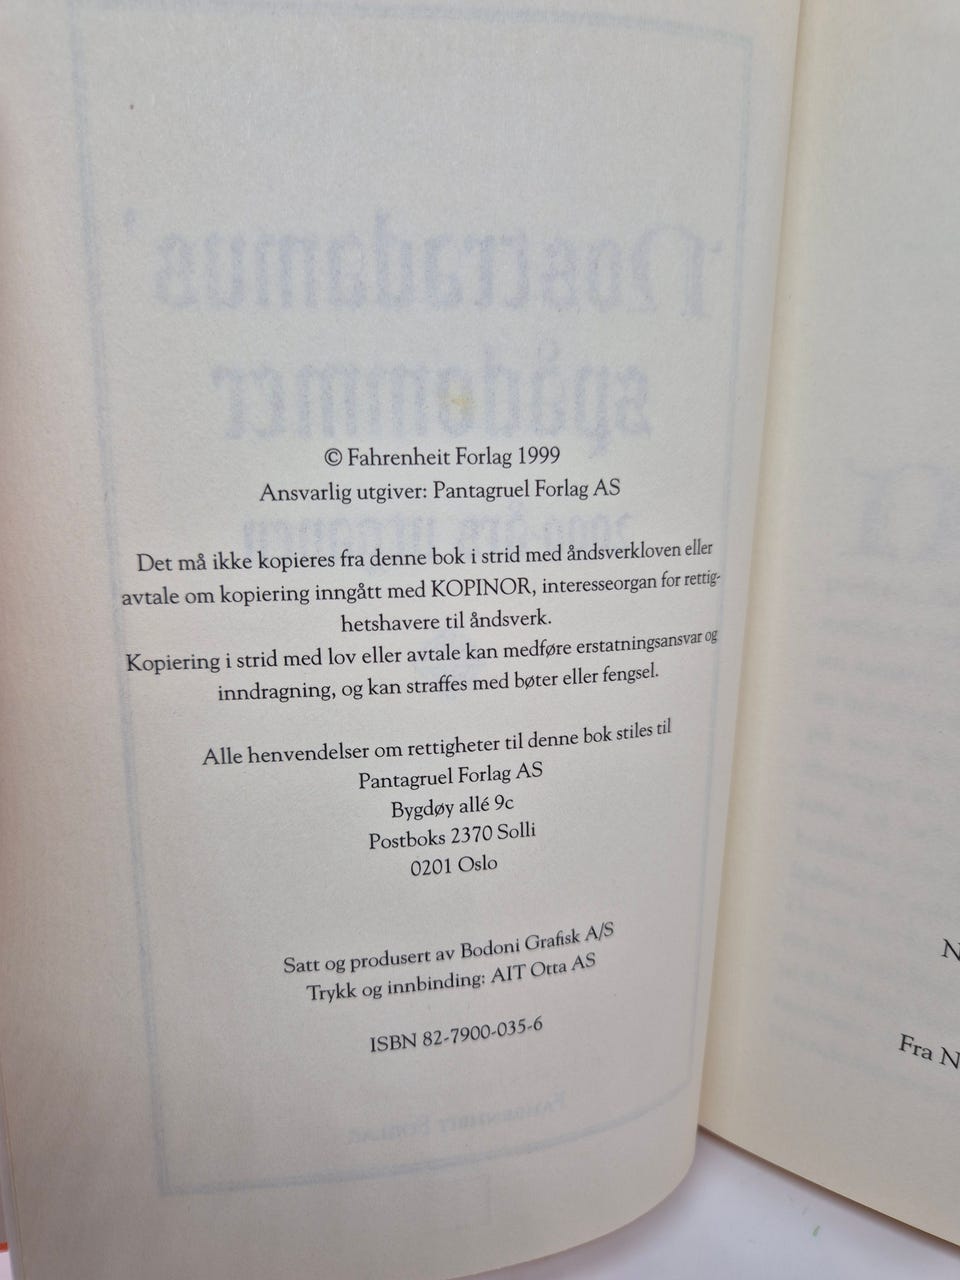 © Fahrenheit Forlag 1999
Ansvarlig utgiver: Pantagruel Forlag AS
Det må ikke kopieres fra denne bok i strid med åndsverkloven eller
avtale om kopiering inngått med KOPINOR, interesseorgan for rettig-
hetshavere til åndsverk.
Kopiering i strid med lov eller avtale kan medføre erstatningsansvar og
inndragning, og kan straffes med bøter eller fengsel.
Alle henvendelser om rettigheter til denne bok stiles til
Pantagruel Forlag AS
Bygdøy allé 9c
Postboks 2370 Solli
0201 Oslo
Satt og produsert av Bodoni Grafisk A/S
Trykk og innbinding: AIT Otta AS
ISBN 82-7900-035-6
Nostradamus'
spådommer
Fra N